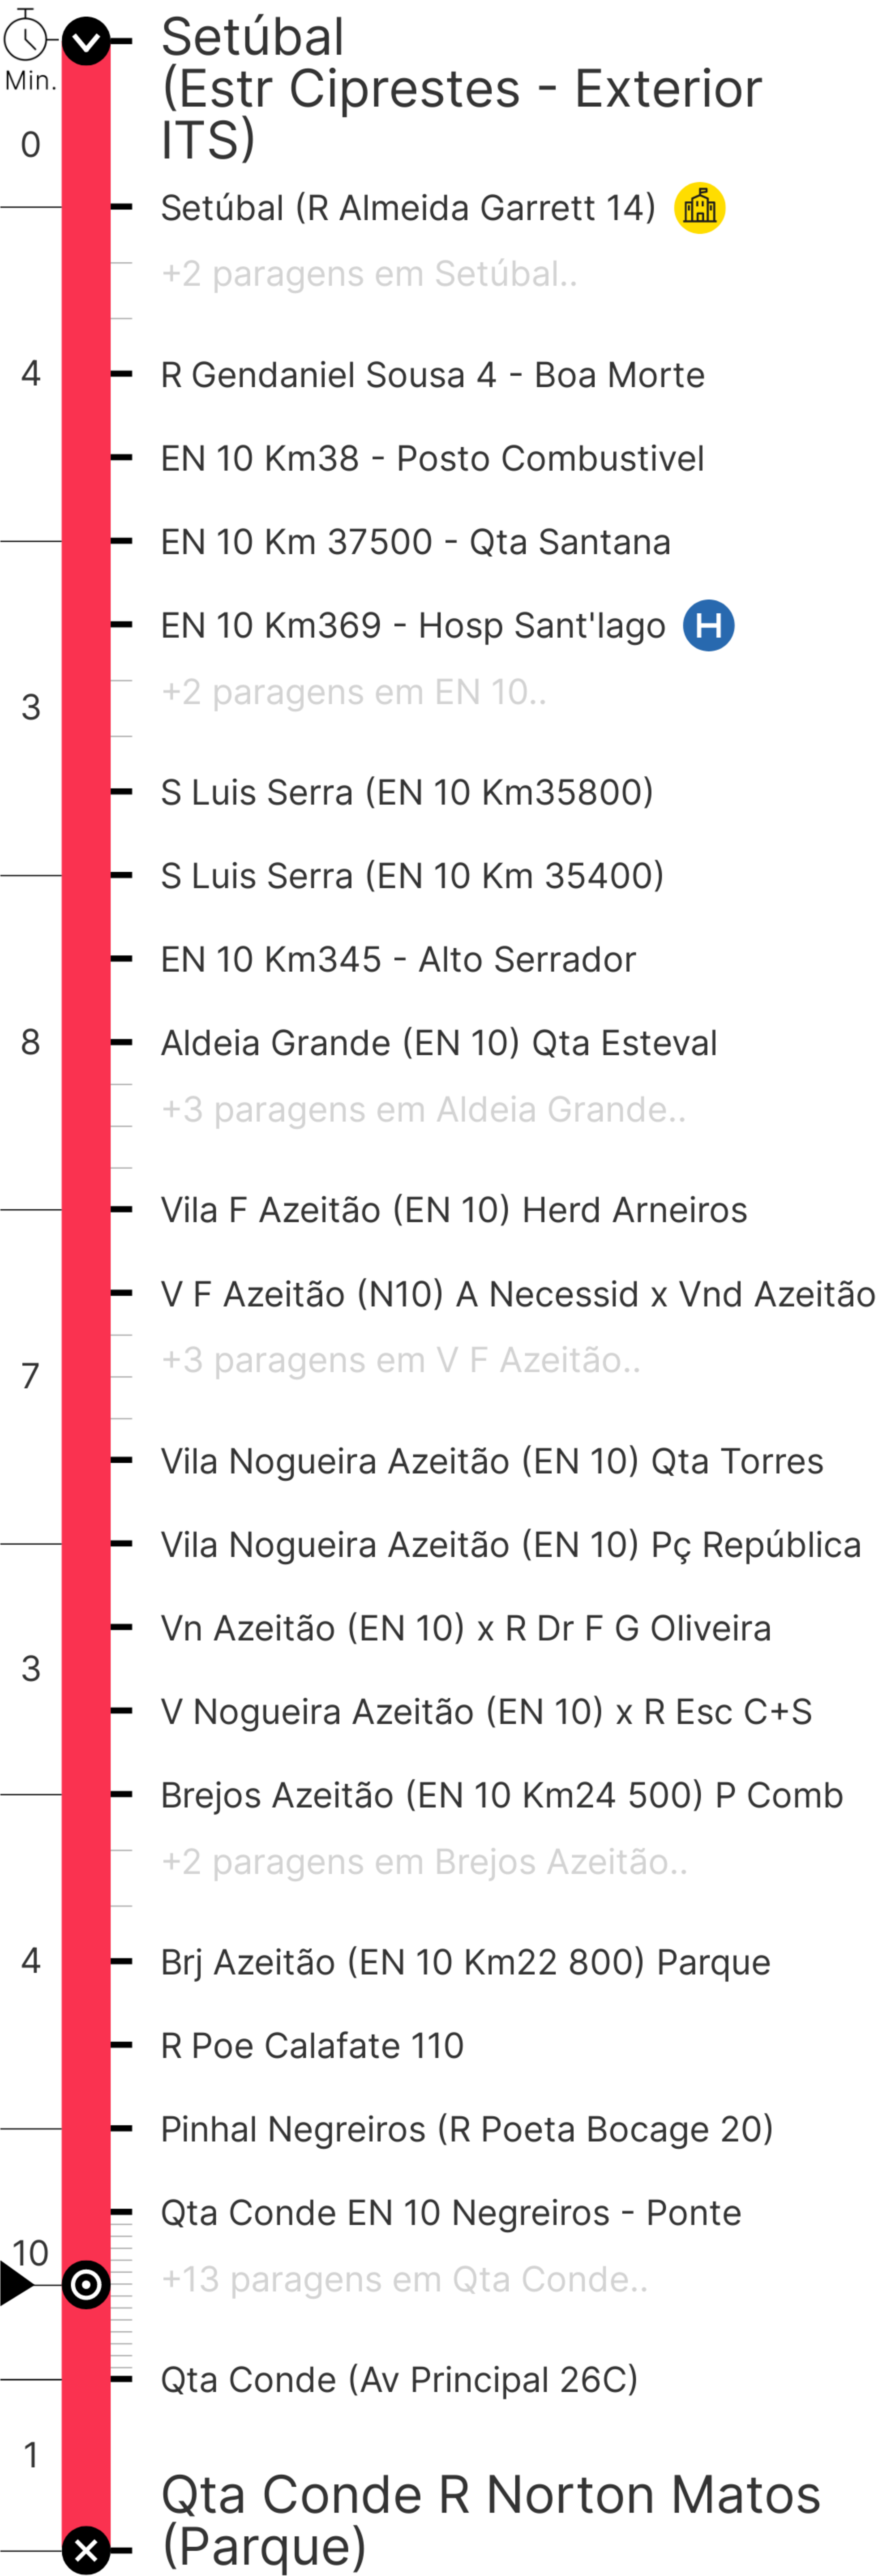 Setúbal
(Estr Ciprestes - Exterior
ITS)
Min.
0
Setúbal (R Almeida Garrett 14)
+2 paragens em Setúbal..
4
R Gendaniel Sousa 4 - Boa Morte
EN 10 Km38 - Posto Combustivel
EN 10 Km 37500 - Qta Santana
EN 10 Km369 - Hosp Sant'Iago H
+2 paragens em EN 10..
3
S Luis Serra (EN 10 Km35800)
S Luis Serra (EN 10 Km 35400)
EN 10 Km345 - Alto Serrador
8
Aldeia Grande (EN 10) Qta Esteval
+3 paragens em Aldeia Grande..
Vila F Azeitão (EN 10) Herd Arneiros
V F Azeitão (N10) A Necessid x Vnd Azeitão
+3 paragens em V F Azeitão..
7
Vila Nogueira Azeitão (EN 10) Qta Torres
Vila Nogueira Azeitão (EN 10) Pç República
Vn Azeitão (EN 10) x R Dr F G Oliveira
3
V Nogueira Azeitão (EN 10) x R Esc C+S
Brejos Azeitão (EN 10 Km24 500) P Comb
+2 paragens em Brejos Azeitão..
4
Brj Azeitão (EN 10 Km22 800) Parque
R Poe Calafate 110
Pinhal Negreiros (R Poeta Bocage 20)
Qta Conde EN 10 Negreiros - Ponte
10
+13 paragens em Qta Conde..
Qta Conde (Av Principal 26C)
1
Qta Conde R Norton Matos
(Parque)